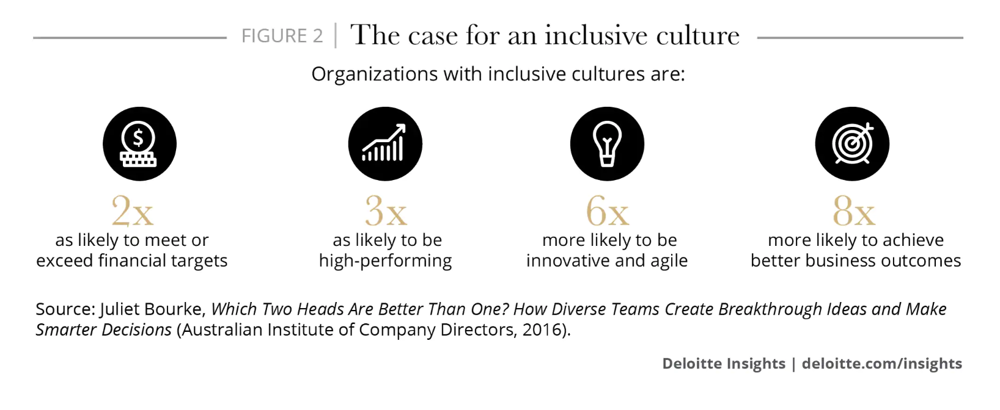 FIGURE 2 | The case for an inclusive culture
Organizations with inclusive cultures are:
$
2x
as likely to meet or
exceed financial targets
3x
as likely to be
high-performing
6x
more likely to be
innovative and agile
8x
more likely to achieve
better business outcomes
Source: Juliet Bourke, Which Two Heads Are Better Than One? How Diverse Teams Create Breakthrough Ideas and Make
Smarter Decisions (Australian Institute of Company Directors, 2016).
Deloitte Insights | deloitte.com/insights